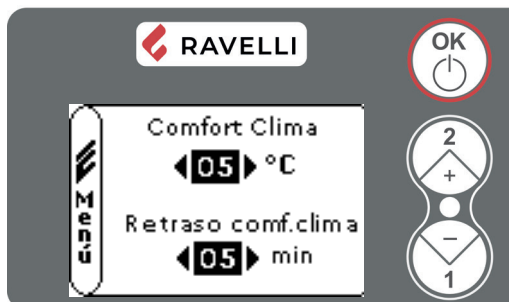 RAVELLI
OK
Comfort Clima
05 °C
Menú
Retraso comf.clima
05 min
2
+
−
1